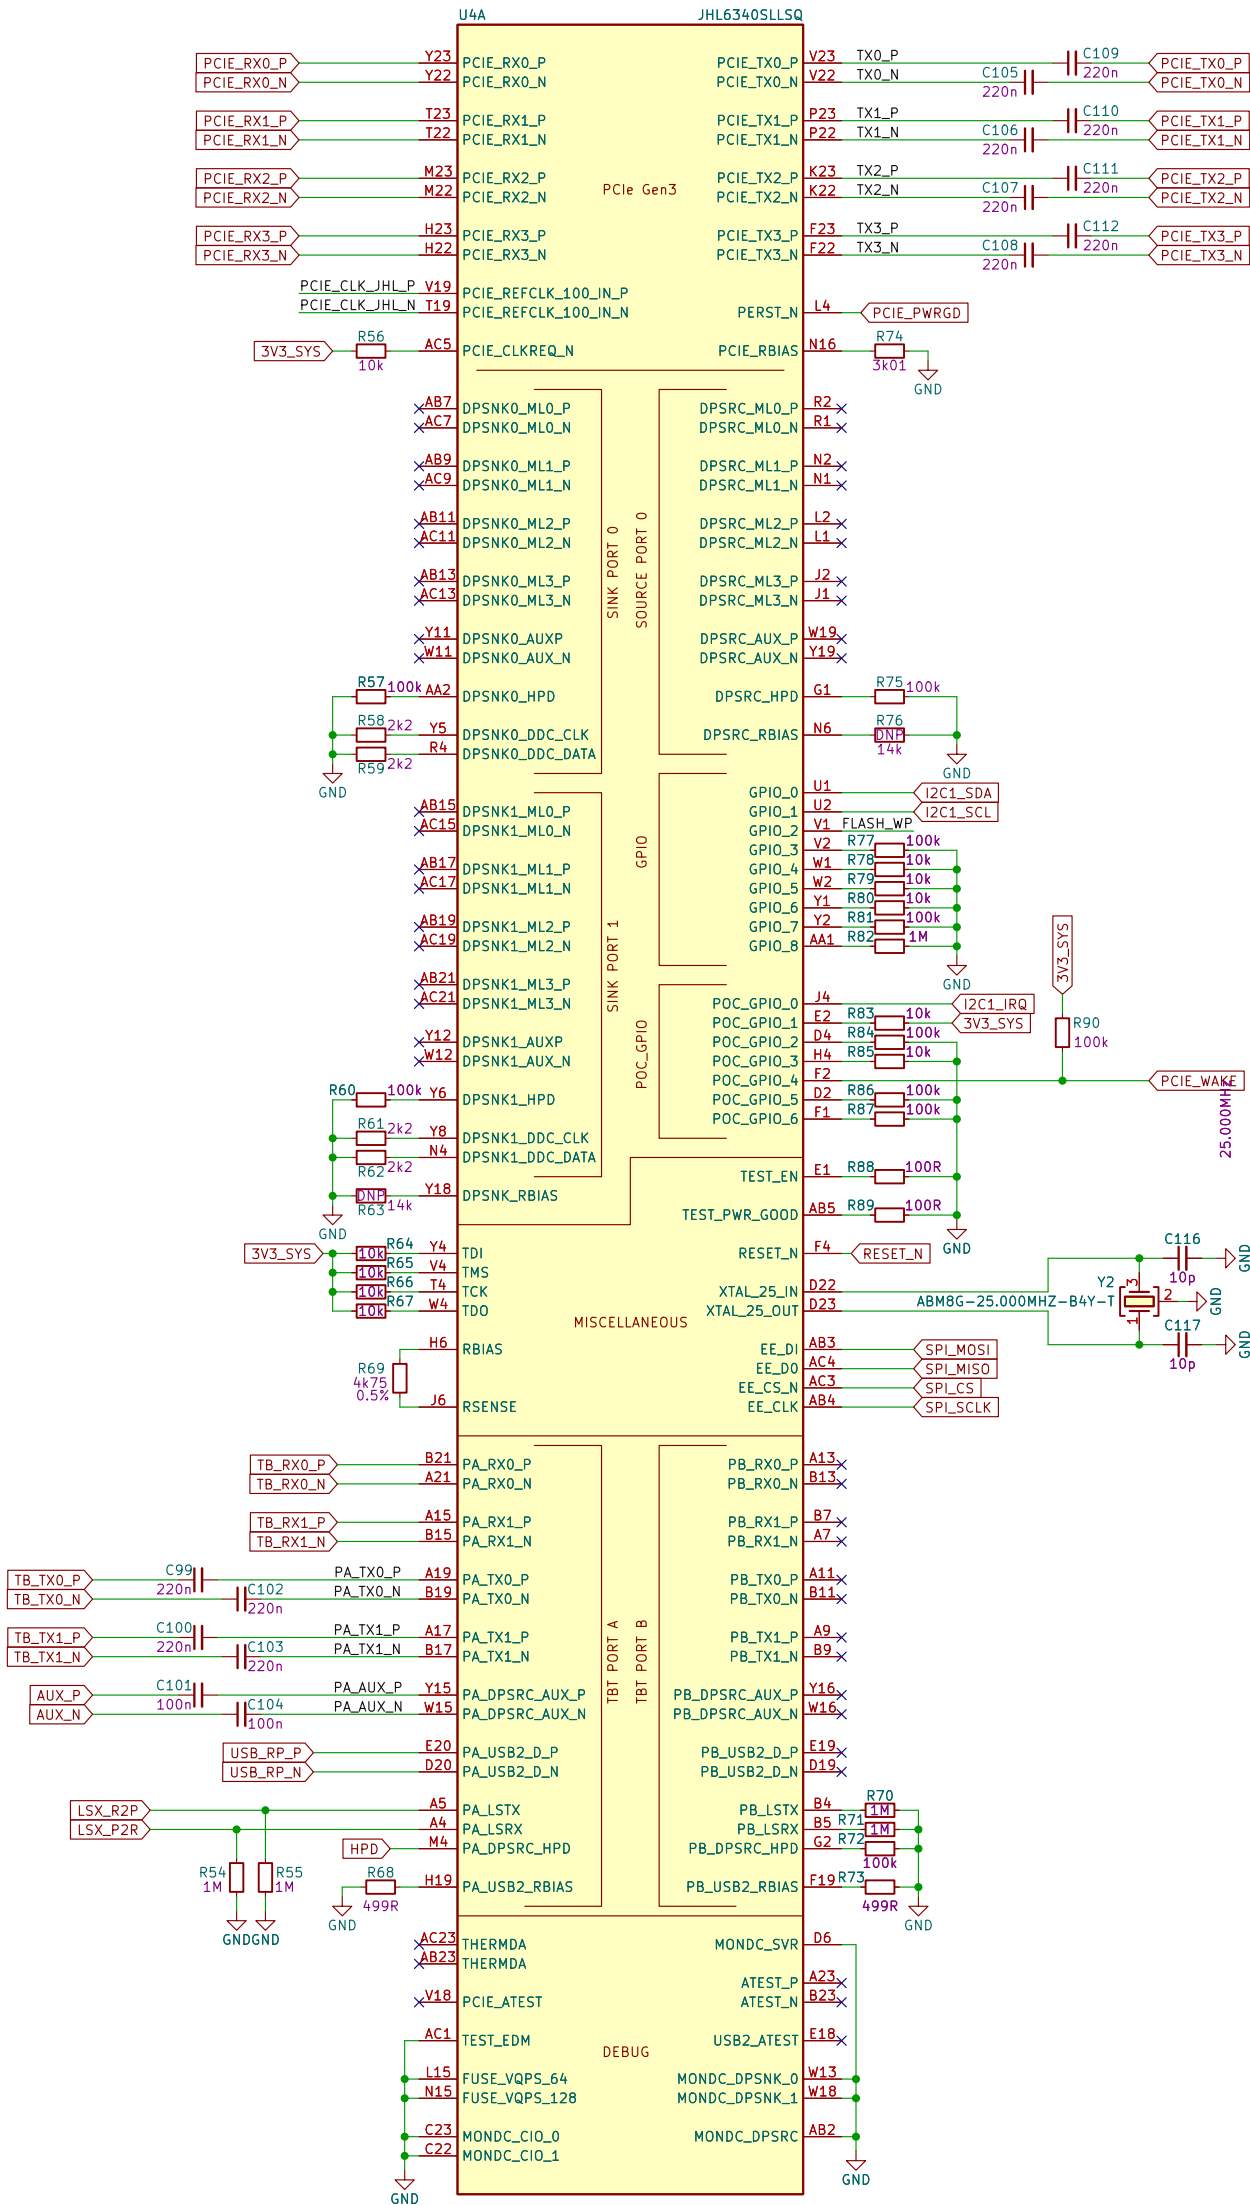 U4A JHL6340SLLSQ
PCIE_RX0_P Y23 PCIE_RX0_P PCIE_TX0_P V23 TX0_P C109 220n PCIE_TX0_P
PCIE_RX0_N Y22 PCIE_RX0_N PCIE_TX0_N V22 TX0_N C105 220n PCIE_TX0_N
PCIE_RX1_P T23 PCIE_RX1_P PCIE_TX1_P P23 TX1_P C110 220n PCIE_TX1_P
PCIE_RX1_N T22 PCIE_RX1_N PCIE_TX1_N P22 TX1_N C106 220n PCIE_TX1_N
PCIE_RX2_P M23 PCIE_RX2_P PCIE_TX2_P K23 TX2_P C111 220n PCIE_TX2_P
PCIe Gen3
PCIE_RX2_N M22 PCIE_RX2_N PCIE_TX2_N K22 TX2_N C107 220n PCIE_TX2_N
PCIE_RX3_P H23 PCIE_RX3_P PCIE_TX3_P F23 TX3_P C112 220n PCIE_TX3_P
PCIE_RX3_N H22 PCIE_RX3_N PCIE_TX3_N F22 TX3_N C108 220n PCIE_TX3_N
PCIE_CLK_JHL_P V19 PCIE_REFCLK_100_IN_P
PCIE_CLK_JHL_N T19 PCIE_REFCLK_100_IN_N PERST_N L4 PCIE_PWRGD
3V3_SYS R56 10k AC5 PCIE_CLKREQ_N PCIE_RBIAS N16 R74 3k01 GND
AB7 DPSNK0_ML0_P DPSRC_ML0_P R2
AC7 DPSNK0_ML0_N DPSRC_ML0_N R1
AB9 DPSNK0_ML1_P DPSRC_ML1_P N2
AC9 DPSNK0_ML1_N DPSRC_ML1_N N1
AB11 DPSNK0_ML2_P DPSRC_ML2_P L2
AC11 DPSNK0_ML2_N DPSRC_ML2_N L1
SINK PORT 0
SOURCE PORT 0
AB13 DPSNK0_ML3_P DPSRC_ML3_P J2
AC13 DPSNK0_ML3_N DPSRC_ML3_N J1
Y11 DPSNK0_AUXP DPSRC_AUX_P W19
W11 DPSNK0_AUX_N DPSRC_AUX_N Y19
R57 100k AA2 DPSNK0_HPD DPSRC_HPD G1 R75 100k
R58 2k2 Y5 DPSNK0_DDC_CLK DPSRC_RBIAS N6 R76 DNP 14k
R59 2k2 R4 DPSNK0_DDC_DATA
GND GND
GPIO_0 U1 I2C1_SDA
AB15 DPSNK1_ML0_P GPIO_1 U2 I2C1_SCL
AC15 DPSNK1_ML0_N GPIO_2 V1 FLASH_WP
GPIO
GPIO_3 V2 R77 100k
AB17 DPSNK1_ML1_P GPIO_4 W1 R78 10k
AC17 DPSNK1_ML1_N GPIO_5 W2 R79 10k
GPIO_6 Y1 R80 10k
AB19 DPSNK1_ML2_P GPIO_7 Y2 R81 100k
AC19 DPSNK1_ML2_N GPIO_8 AA1 R82 1M
GND
3V3_SYS
SINK PORT 1
AB21 DPSNK1_ML3_P
AC21 DPSNK1_ML3_N POC_GPIO_0 J4 I2C1_IRQ
POC_GPIO_1 E2 R83 10k 3V3_SYS
R90 100k
Y12 DPSNK1_AUXP POC_GPIO_2 D4 R84 100k
W12 DPSNK1_AUX_N POC_GPIO_3 H4 R85 10k
POC_GPIO
POC_GPIO_4 F2 PCIE_WAKE
R60 100k Y6 DPSNK1_HPD POC_GPIO_5 D2 R86 100k
POC_GPIO_6 F1 R87 100k
25.000MHZ
R61 2k2 Y8 DPSNK1_DDC_CLK
R62 2k2 N4 DPSNK1_DDC_DATA
TEST_EN E1 R88 100R
DNP R63 14k Y18 DPSNK_RBIAS
GND
TEST_PWR_GOOD AB5 R89 100R
GND
3V3_SYS 10k R64 Y4 TDI RESET_N F4 RESET_N
10k R65 V4 TMS
C116 10p GND
10k R66 T4 TCK XTAL_25_IN D22
10k R67 W4 TDO XTAL_25_OUT D23
Y2 ABM8G-25.000MHZ-B4Y-T 3 2 1 GND
MISCELLANEOUS
C117 10p GND
H6 RBIAS EE_DI AB3 SPI_MOSI
R69 4k75 0.5%
EE_DO AC4 SPI_MISO
EE_CS_N AC3 SPI_CS
J6 RSENSE EE_CLK AB4 SPI_SCLK
TB_RX0_P B21 PA_RX0_P PB_RX0_P A13
TB_RX0_N A21 PA_RX0_N PB_RX0_N B13
TB_RX1_P A15 PA_RX1_P PB_RX1_P B7
TB_RX1_N B15 PA_RX1_N PB_RX1_N A7
TB_TX0_P C99 220n PA_TX0_P A19 PA_TX0_P PB_TX0_P A11
TB_TX0_N C102 220n PA_TX0_N B19 PA_TX0_N PB_TX0_N B11
TB_TX1_P C100 220n PA_TX1_P A17 PA_TX1_P PB_TX1_P A9
TB_TX1_N C103 220n PA_TX1_N B17 PA_TX1_N PB_TX1_N B9
TBT PORT A
TBT PORT B
AUX_P C101 100n PA_AUX_P Y15 PA_DPSRC_AUX_P PB_DPSRC_AUX_P Y16
AUX_N C104 100n PA_AUX_N W15 PA_DPSRC_AUX_N PB_DPSRC_AUX_N W16
USB_RP_P E20 PA_USB2_D_P PB_USB2_D_P E19
USB_RP_N D20 PA_USB2_D_N PB_USB2_D_N D19
LSX_R2P A5 PA_LSTX PB_LSTX B4 R70 1M
LSX_P2R A4 PA_LSRX PB_LSRX B5 R71 1M
HPD M4 PA_DPSRC_HPD PB_DPSRC_HPD G2 R72 100k
R54 1M R55 1M
R68 499R H19 PA_USB2_RBIAS PB_USB2_RBIAS F19 R73 499R
GND GND GND GND
AC23 THERMDA MONDC_SVR D6
AB23 THERMDA
ATEST_P A23
V18 PCIE_ATEST ATEST_N B23
AC1 TEST_EDM USB2_ATEST E18
DEBUG
L15 FUSE_VQPS_64 MONDC_DPSNK_0 W13
N15 FUSE_VQPS_128 MONDC_DPSNK_1 W18
C23 MONDC_CIO_0 MONDC_DPSRC AB2
C22 MONDC_CIO_1
GND GND